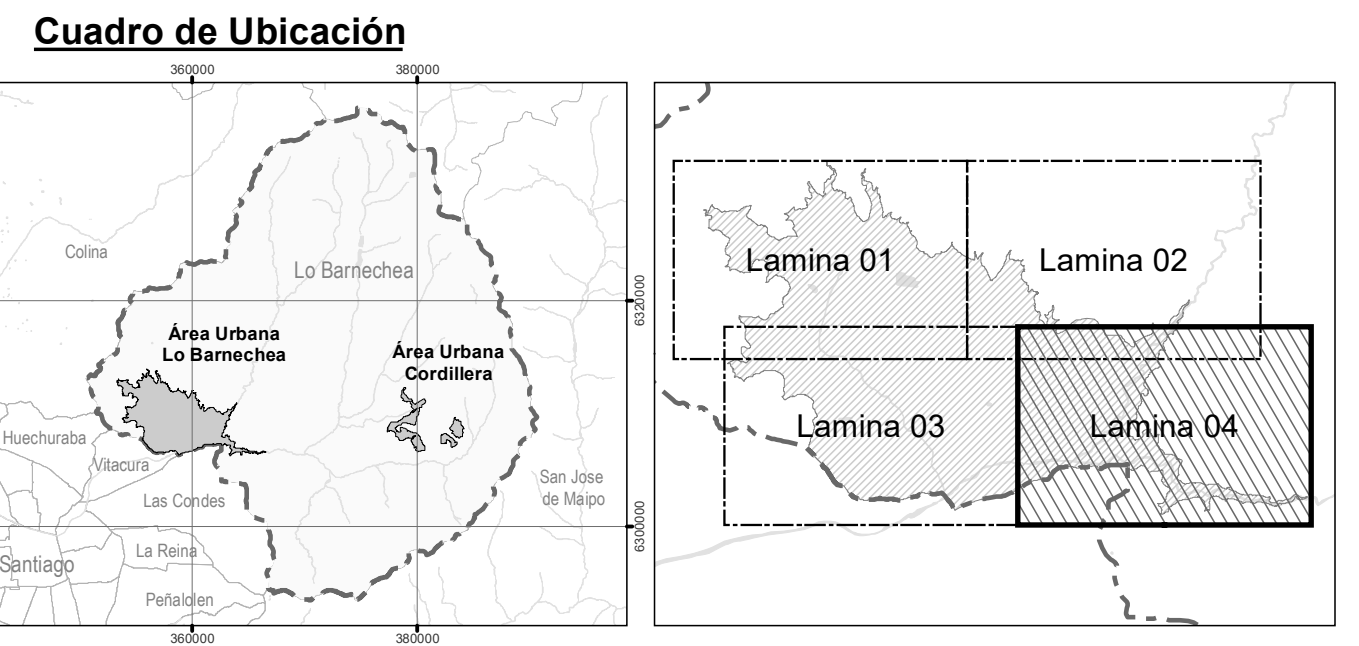 Cuadro de Ubicación
360000
380000
Colina
Lo Barnechea
6320000
Área Urbana
Lo Barnechea
Área Urbana
Cordillera
Huechuraba
Vitacura
Las Condes
San Jose
de Maipo
6300000
La Reina
Santiago
Peñalolen
360000
380000
Lamina 01
Lamina 02
Lamina 03
Lamina 04